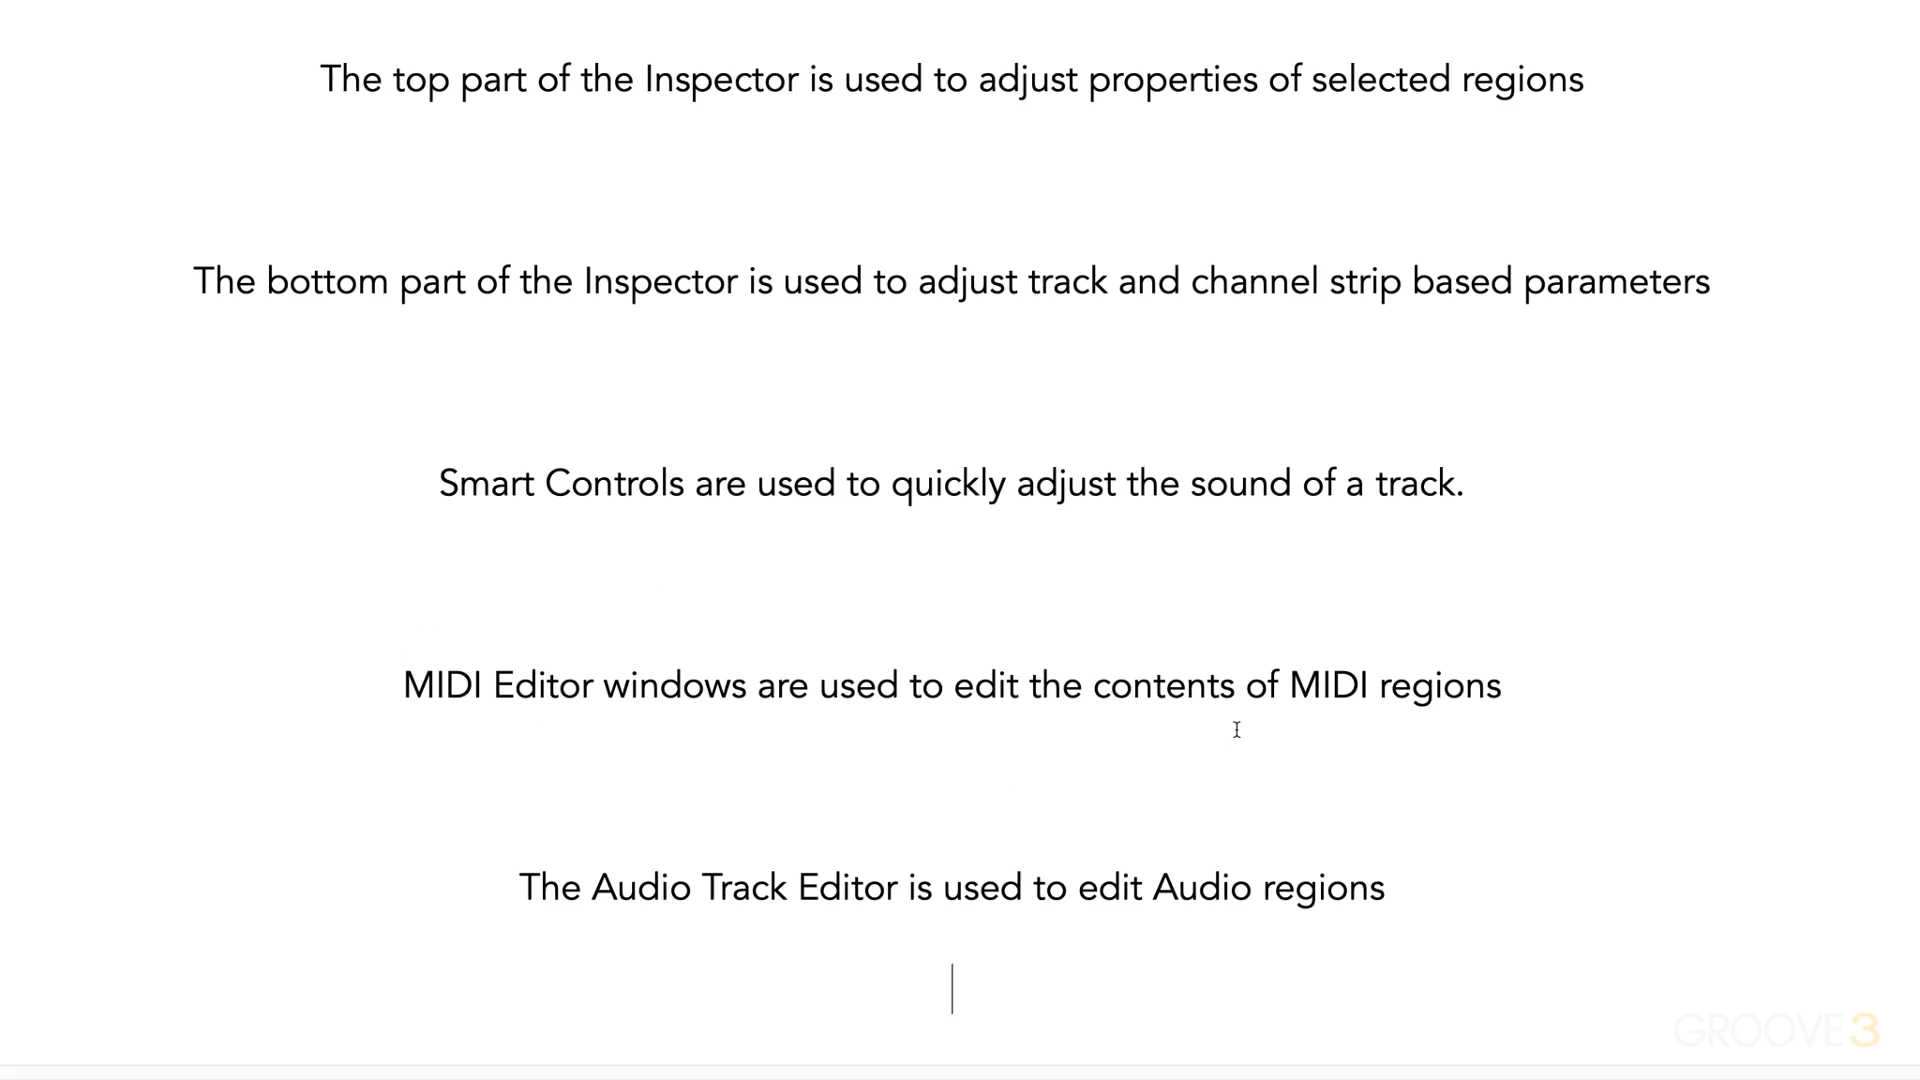 The top part of the Inspector is used to adjust properties of selected regions
The bottom part of the Inspector is used to adjust track and channel strip based parameters
Smart Controls are used to quickly adjust the sound of a track.
MIDI Editor windows are used to edit the contents of MIDI regions
The Audio Track Editor is used to edit Audio regions
GROOVE3